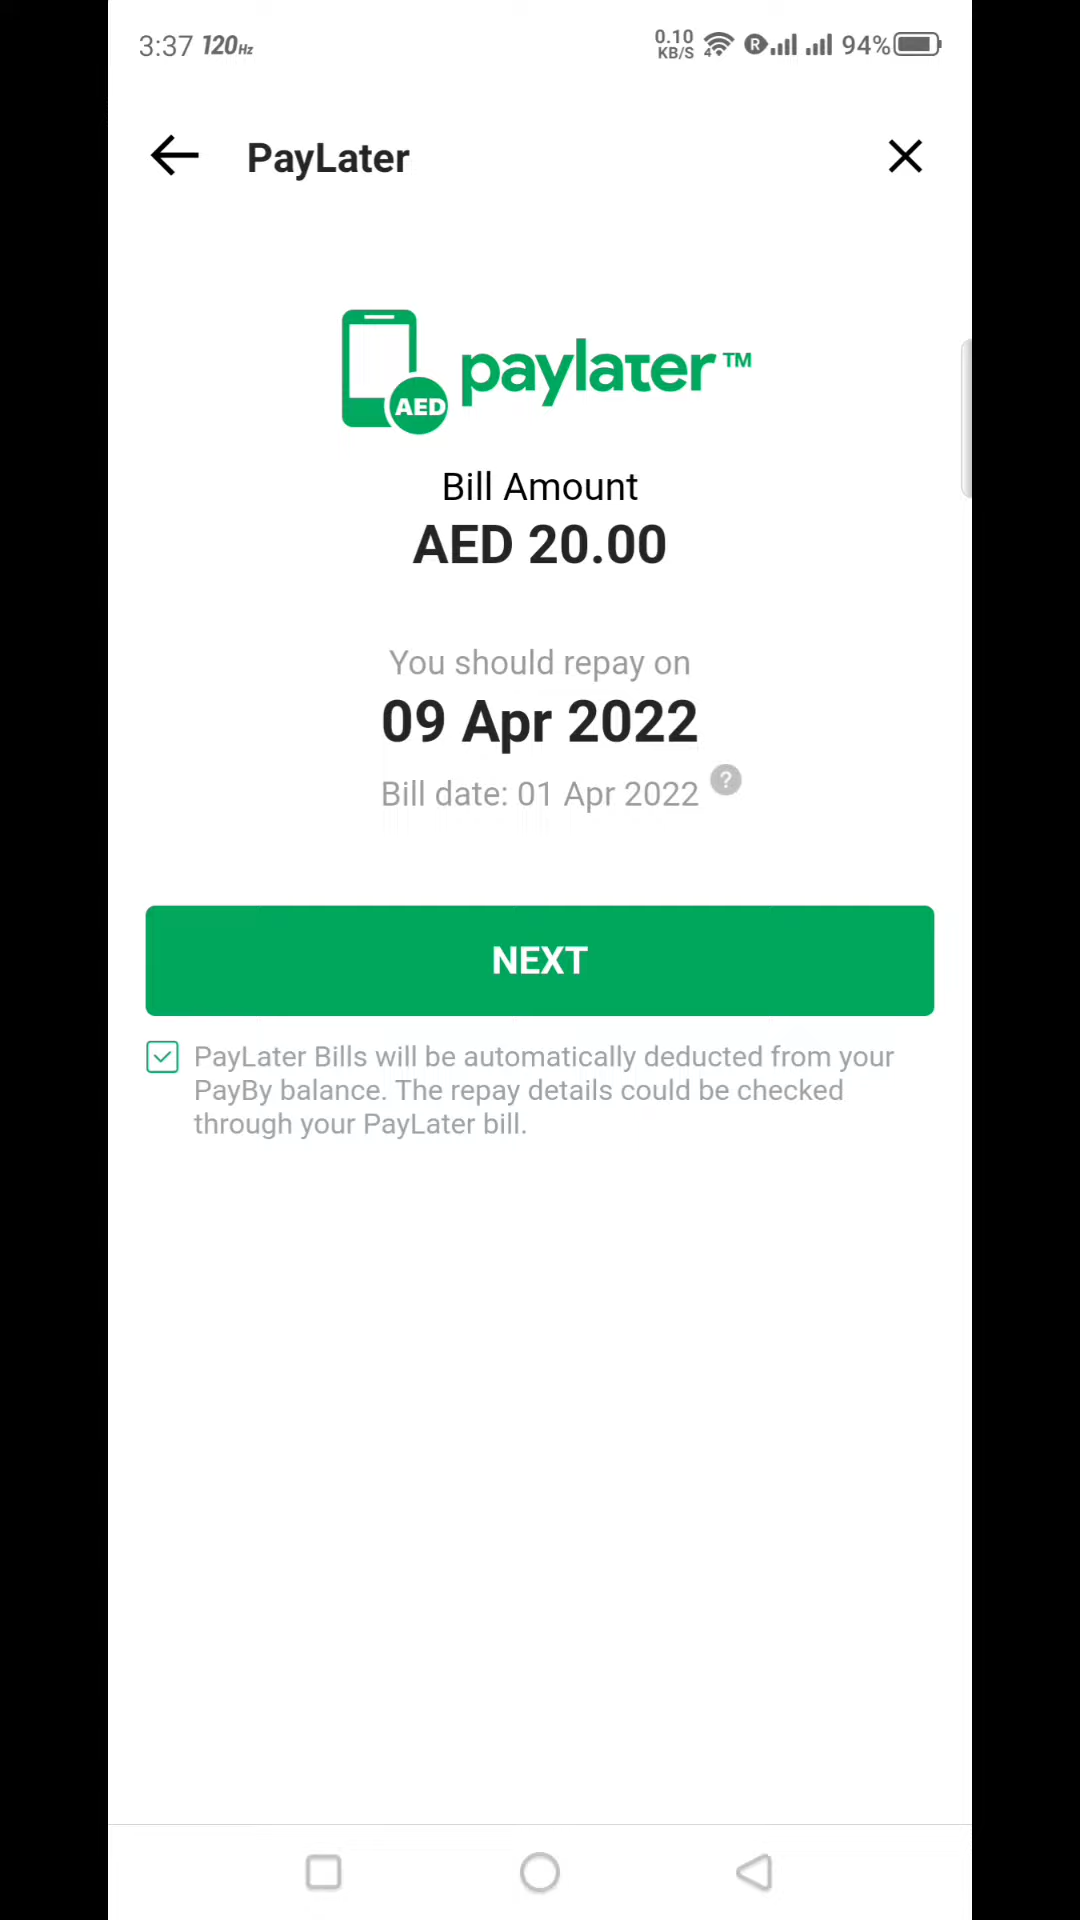 3:37 120Hz 0.10 KB/S 4 R 94%
PayLater
AED paylater™
Bill Amount
AED 20.00
You should repay on
09 Apr 2022
Bill date: 01 Apr 2022 ?
NEXT
PayLater Bills will be automatically deducted from your
PayBy balance. The repay details could be checked
through your PayLater bill.